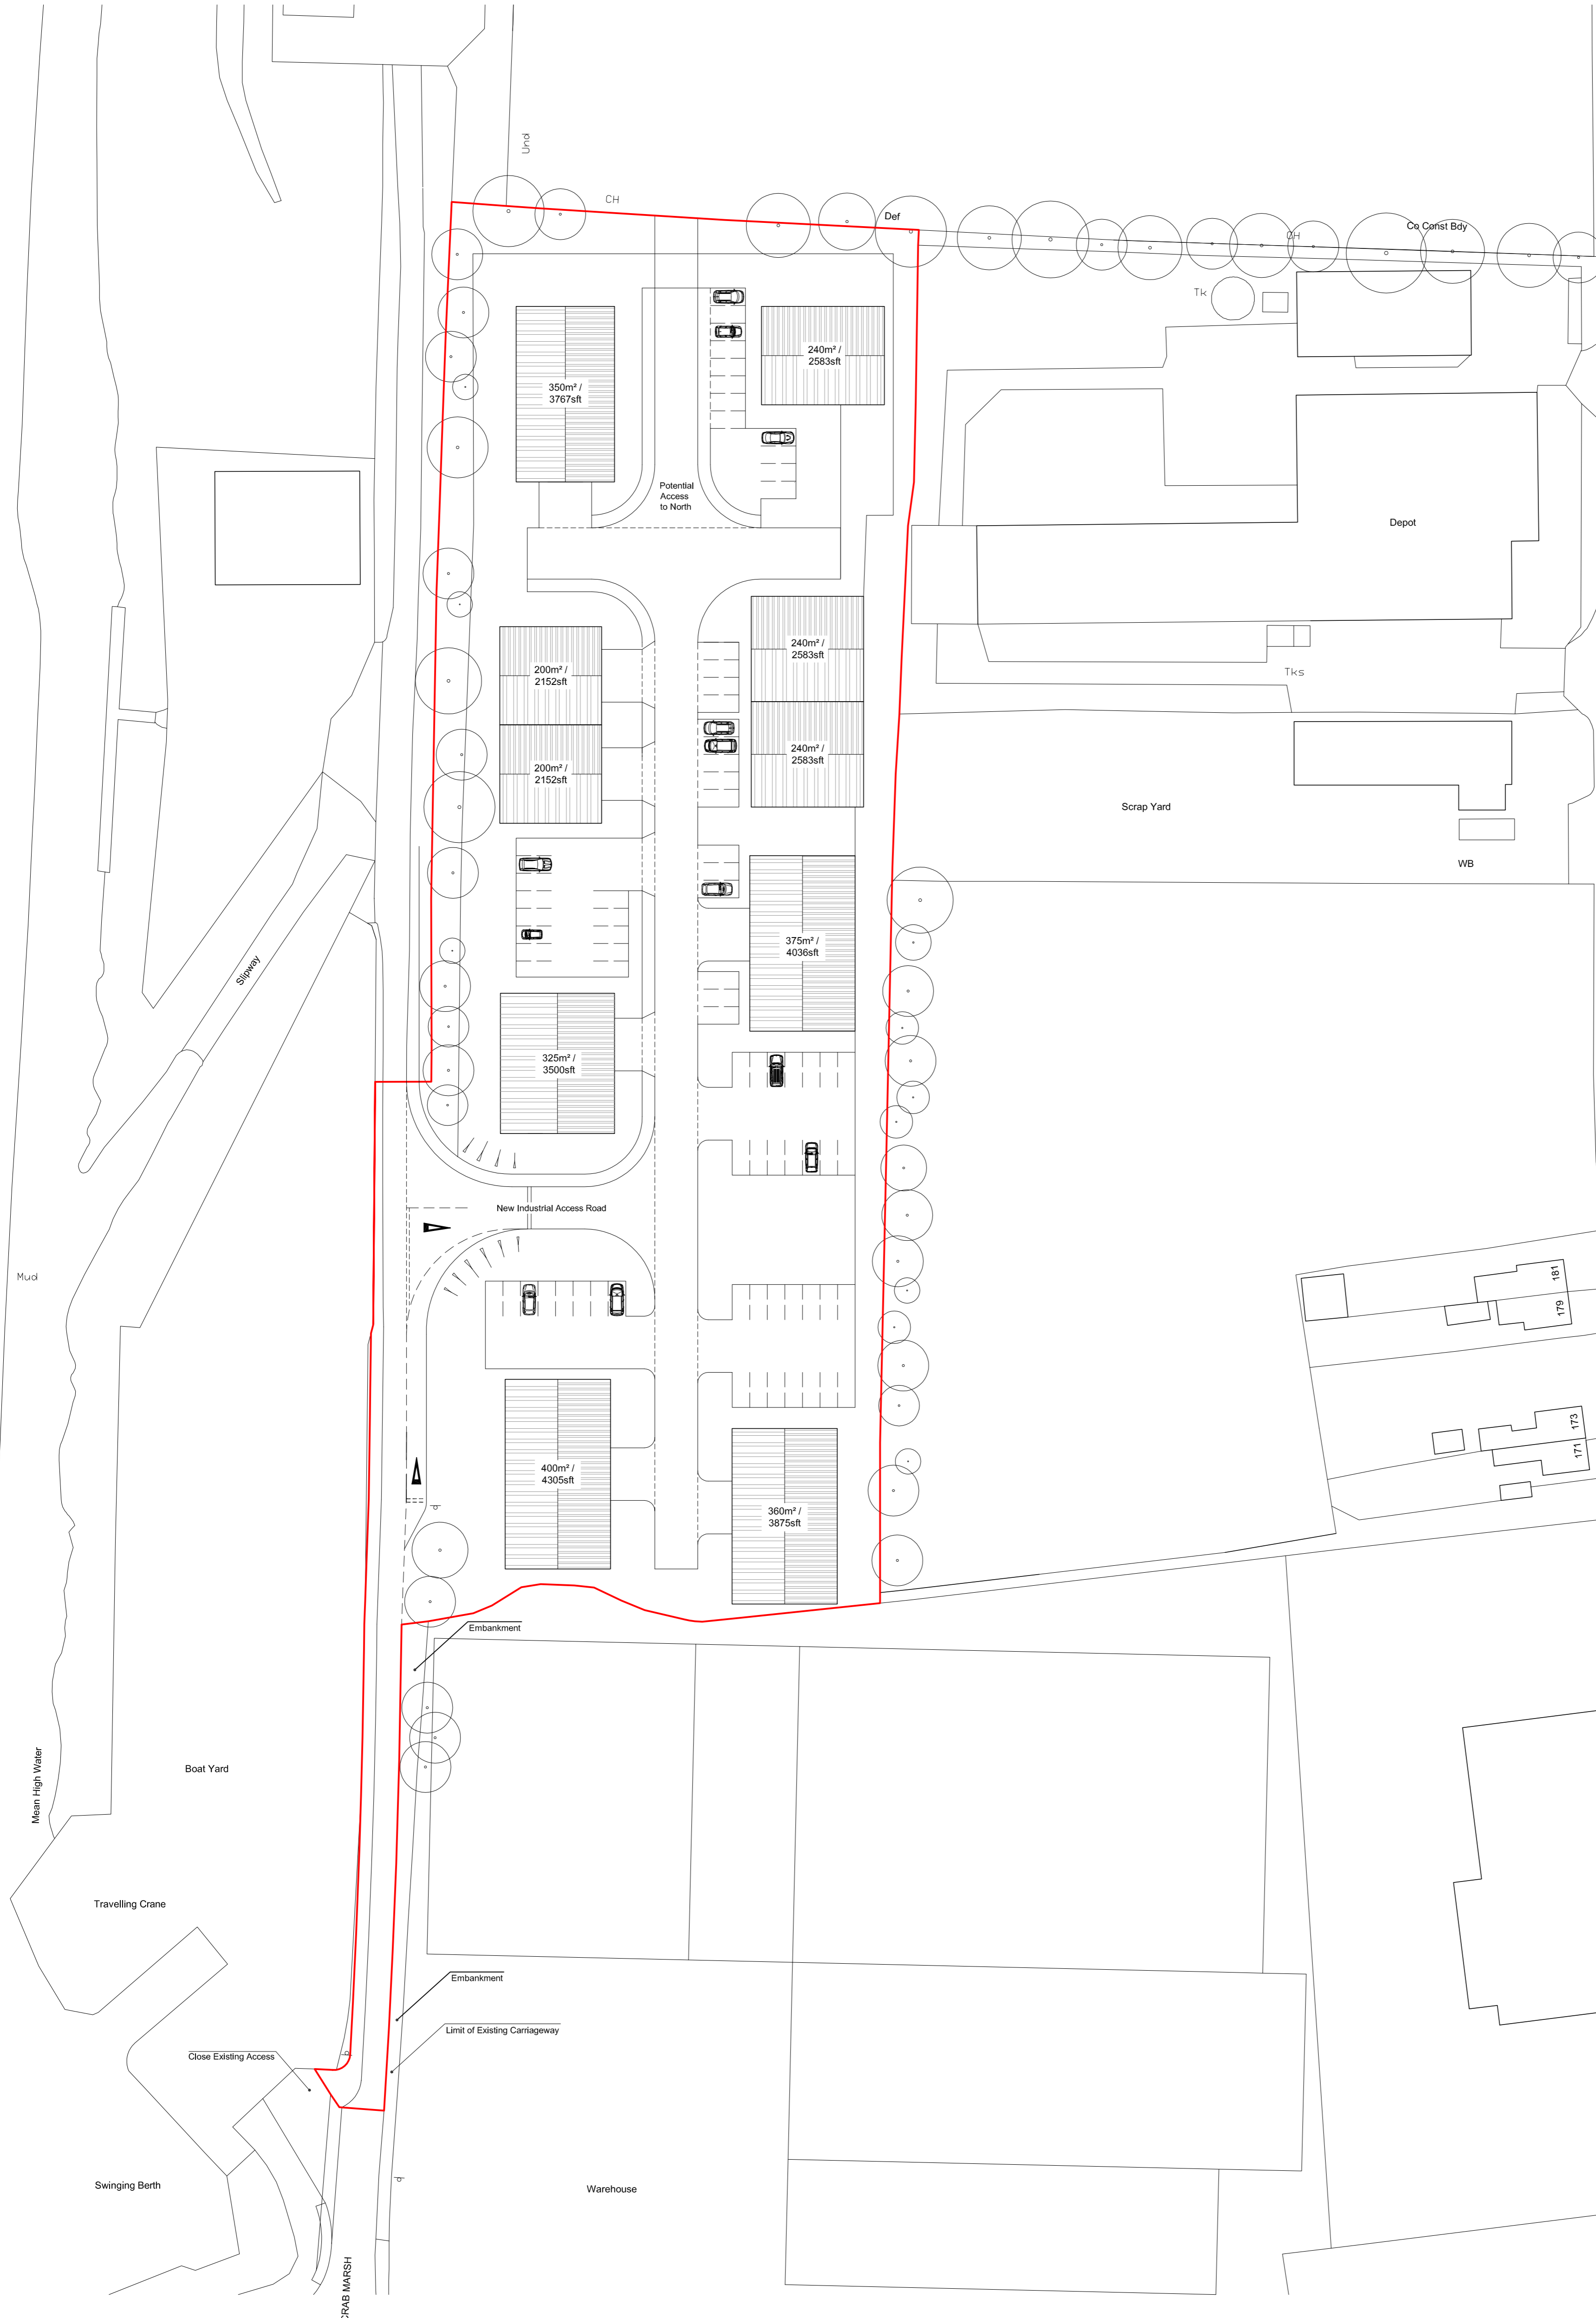 Und
CH
Def
Co Const Bdy
CH
Tk
240m² /
2583sft
350m² /
3767sft
Potential
Access
to North
Depot
240m² /
2583sft
200m² /
2152sft
Tks
240m² /
2583sft
200m² /
2152sft
Scrap Yard
WB
375m² /
4036sft
Slipway
325m² /
3500sft
New Industrial Access Road
Mud
181
179
173
171
400m² /
4305sft
360m² /
3875sft
Embankment
Mean High Water
Boat Yard
Travelling Crane
Embankment
Limit of Existing Carriageway
Close Existing Access
Swinging Berth
Warehouse
CRAB MARSH